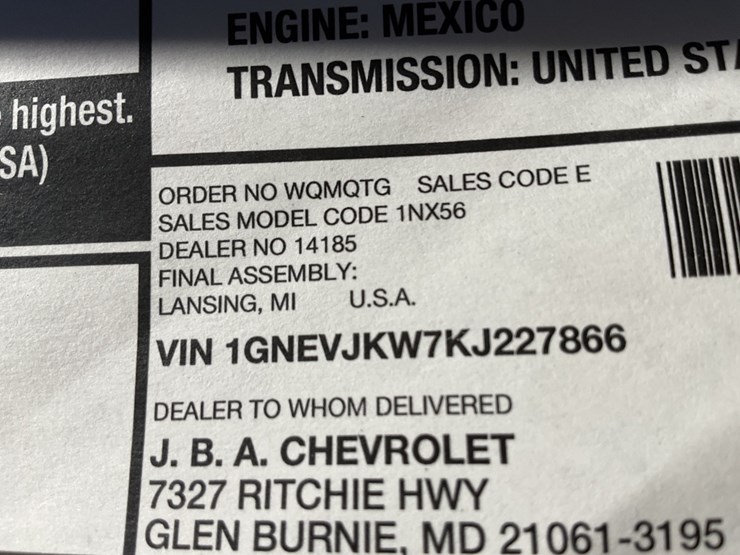 ENGINE: MEXICO
TRANSMISSION: UNITED STA
highest.
SA)
ORDER NO WQMQTG SALES CODE E
SALES MODEL CODE 1NX56
DEALER NO 14185
FINAL ASSEMBLY:
LANSING, MI U.S.A.
VIN 1GNEVJKW7KJ227866
DEALER TO WHOM DELIVERED
J. B. A. CHEVROLET
7327 RITCHIE HWY
GLEN BURNIE, MD 21061-3195